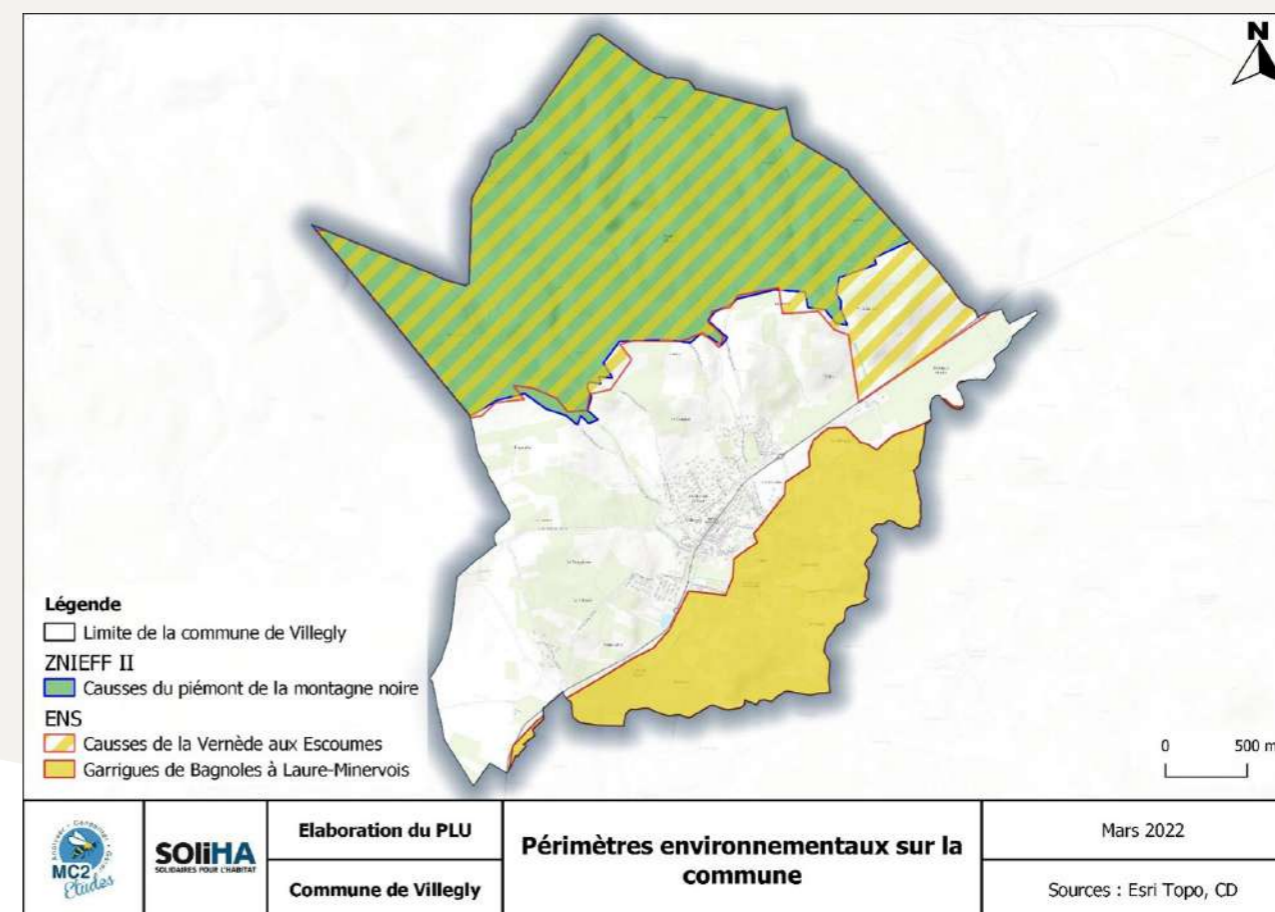 N
Légende
Limite de la commune de Villegly
ZNIEFF II
Causses du piémont de la montagne noire
ENS
Causses de la Vernède aux Escoumes
Garrigues de Bagnoles à Laure-Minervois
0 500 m
MC2
Etudes
SOliHA
SOLIDAIRES POUR L'HABITAT
Elaboration du PLU
Commune de Villegly
Périmètres environnementaux sur la
commune
Mars 2022
Sources : Esri Topo, CD